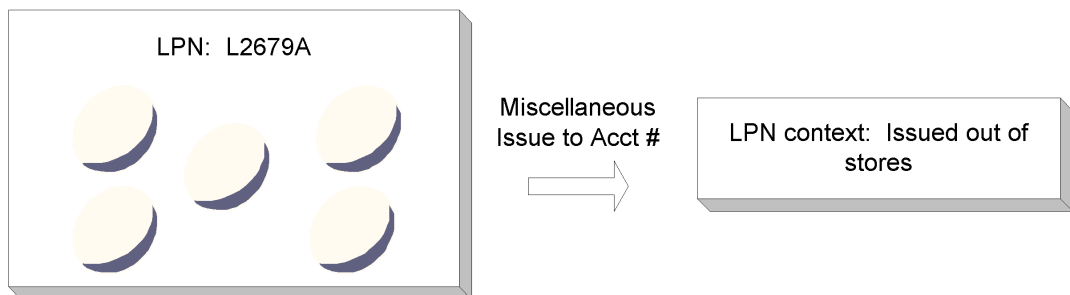 LPN: L2679A
Miscellaneous
Issue to Acct #
LPN context: Issued out of
stores